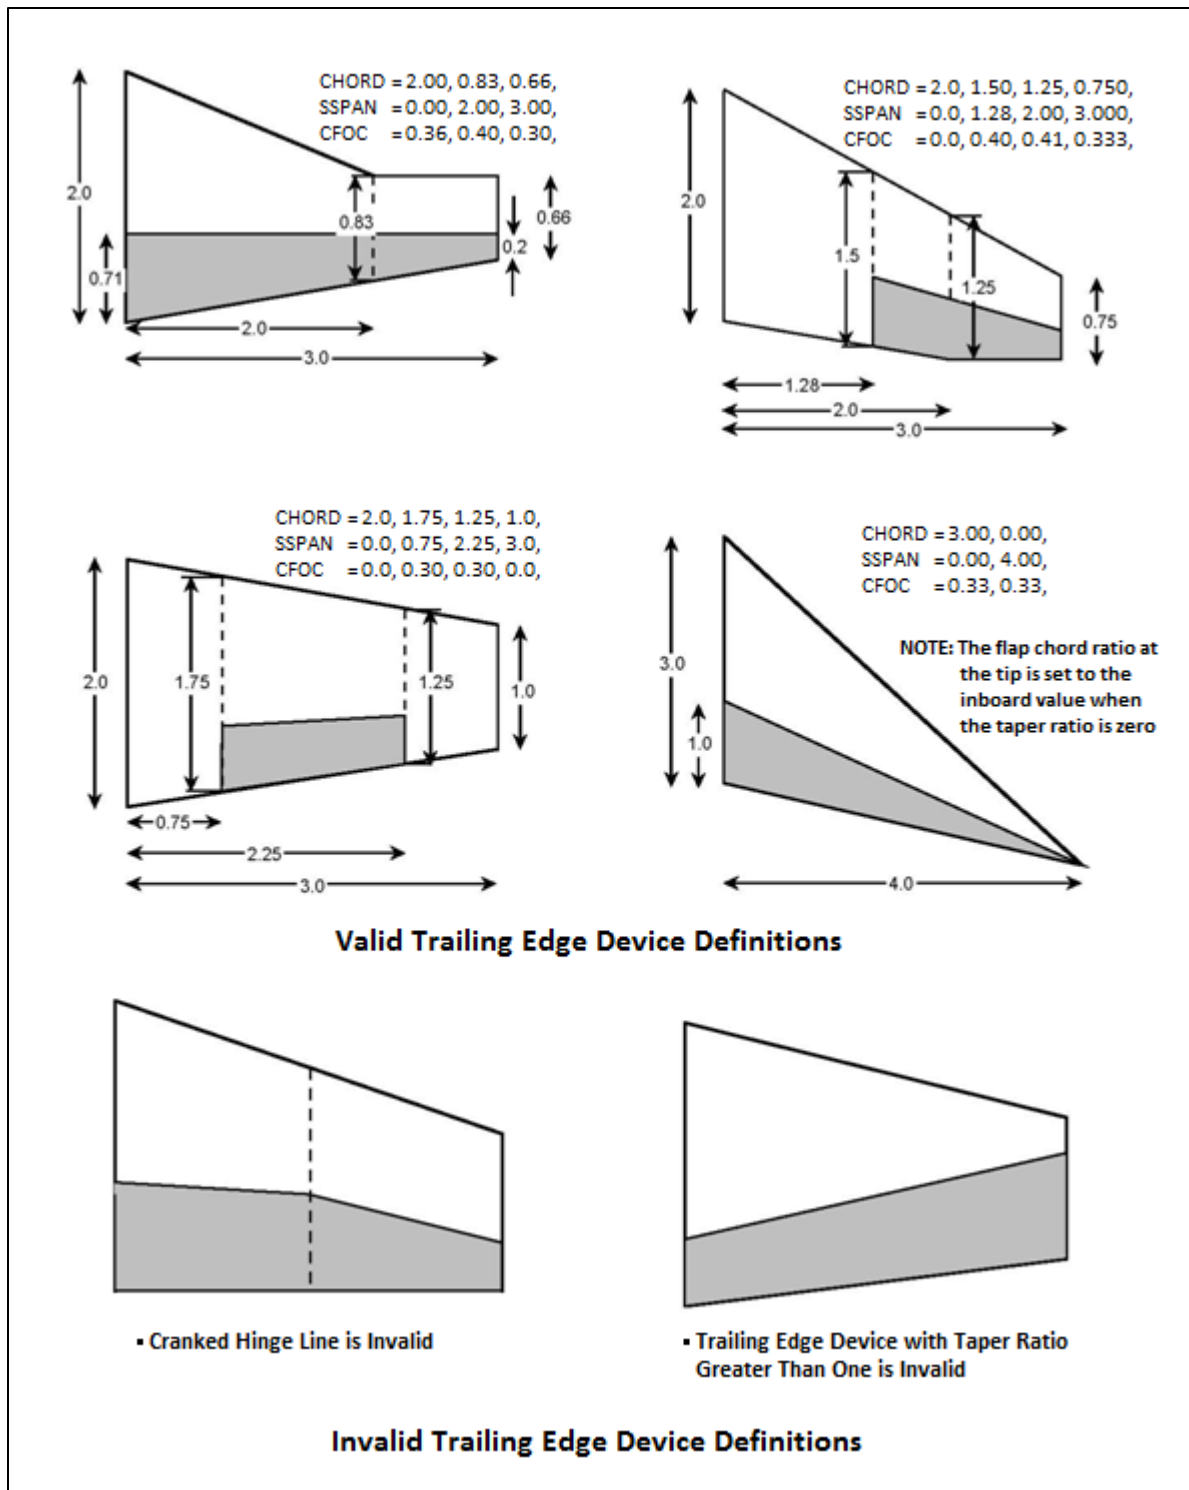 CHORD = 2.00, 0.83, 0.66,
SSPAN = 0.00, 2.00, 3.00,
CFOC = 0.36, 0.40, 0.30,
2.0
0.83
0.66
0.2
0.71
2.0
3.0
CHORD = 2.0, 1.50, 1.25, 0.750,
SSPAN = 0.0, 1.28, 2.00, 3.000,
CFOC = 0.0, 0.40, 0.41, 0.333,
2.0
1.5
1.25
0.75
1.28
2.0
3.0
CHORD = 2.0, 1.75, 1.25, 1.0,
SSPAN = 0.0, 0.75, 2.25, 3.0,
CFOC = 0.0, 0.30, 0.30, 0.0,
2.0
1.75
1.25
1.0
0.75
2.25
3.0
CHORD = 3.00, 0.00,
SSPAN = 0.00, 4.00,
CFOC = 0.33, 0.33,
NOTE: The flap chord ratio at
the tip is set to the
inboard value when
the taper ratio is zero
3.0
1.0
4.0
Valid Trailing Edge Device Definitions
▪ Cranked Hinge Line is Invalid
▪ Trailing Edge Device with Taper Ratio
Greater Than One is Invalid
Invalid Trailing Edge Device Definitions